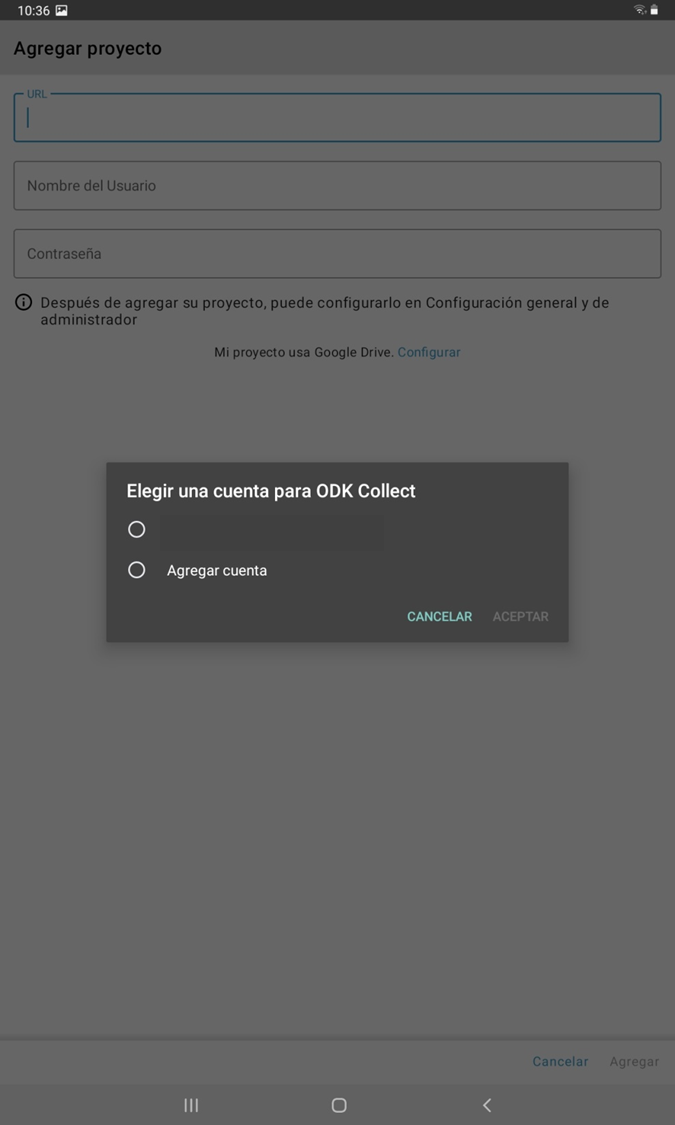 10:36
Agregar proyecto
URL
Nombre del Usuario
Contraseña
Después de agregar su proyecto, puede configurarlo en Configuración general y de
administrador
Mi proyecto usa Google Drive. Configurar
Elegir una cuenta para ODK Collect
Agregar cuenta
CANCELAR ACEPTAR
Cancelar Agregar